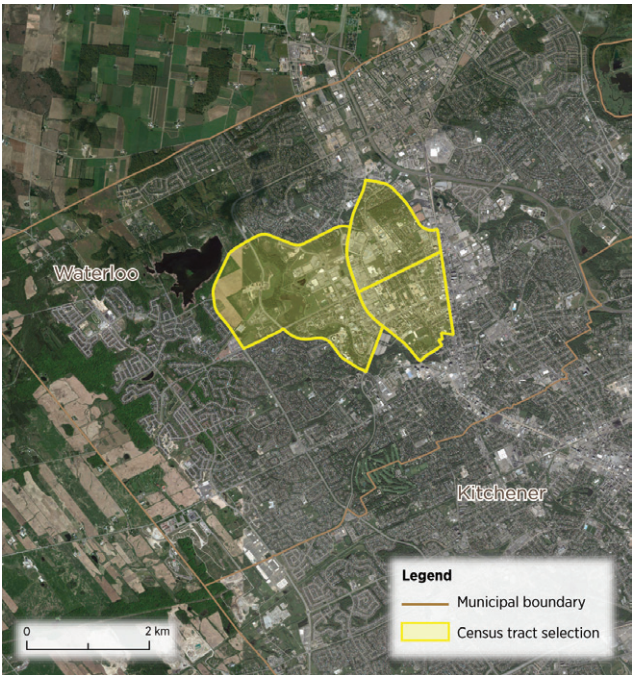 Waterloo
Kitchener
Legend
Municipal boundary
Census tract selection
0 2 km